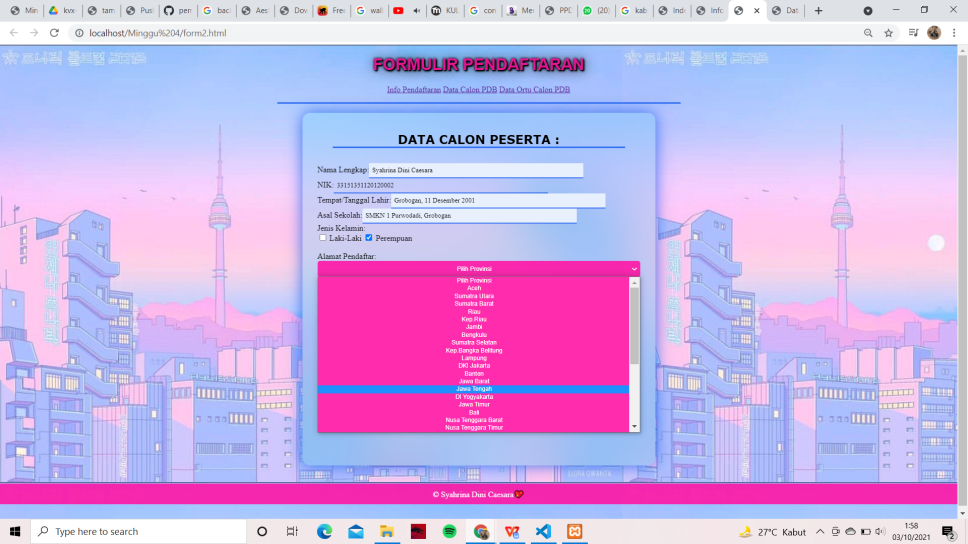 Min
kvx
tam
Pusl
pen
bac
Aes
Dov
Free
wal
KUL
con
Me
PPD
(20)
kab
Ind
Info
Dat
localhost/Minggu%204/form2.html
FORMULIR PENDAFTARAN
Info Pendaftaran Data Calon PDB Data Ortu Calon PDB
DATA CALON PESERTA :
Nama Lengkap: Syahrina Dini Caesara
NIK: 33151351120120002
Tempat/Tanggal Lahir: Grobogan, 11 Desember 2001
Asal Sekolah: SMKN 1 Purwodadi, Grobogan
Jenis Kelamin:
Laki-Laki Perempuan
Alamat Pendaftar:
Pilih Provinsi
Pilih Provinsi
Aceh
Sumatra Utara
Sumatra Barat
Riau
Kep.Riau
Jambi
Bengkulu
Sumatra Selatan
Kep.Bangka Belitung
Lampung
DKI Jakarta
Banten
Jawa Barat
Jawa Tengah
Di Yogyakarta
Jawa Timur
Bali
Nusa Tenggara Barat
Nusa Tenggara Timur
© Syahrina Dini Caesara💖
Type here to search
27°C Kabut
1:58
03/10/2021
2